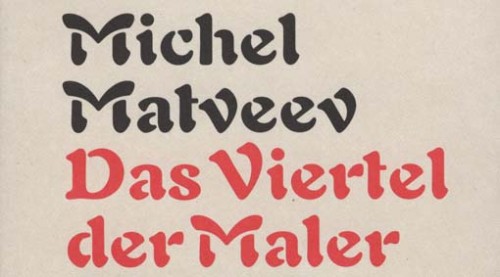 Michel
Matveev
Das Viertel
der Maler